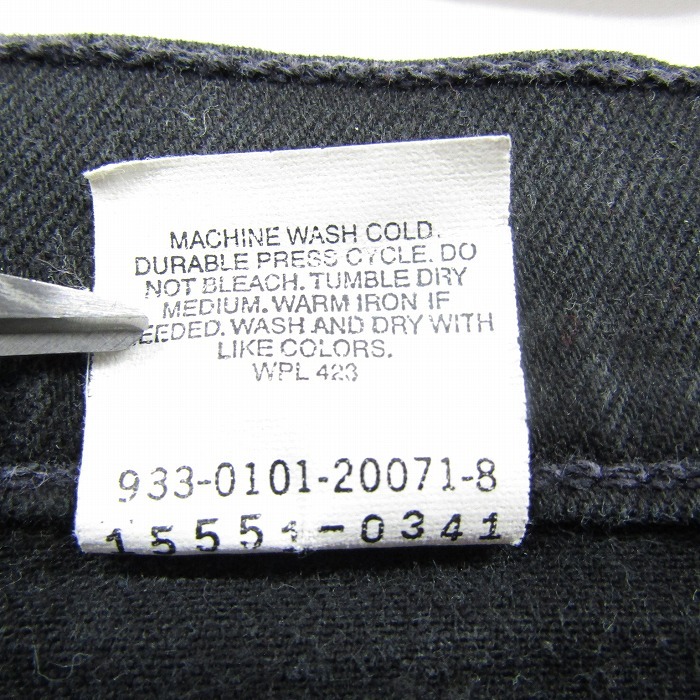 MACHINE WASH COLD.
DURABLE PRESS CYCLE. DO
NOT BLEACH. TUMBLE DRY
MEDIUM. WARM IRON IF
EEDED. WASH AND DRY WITH
LIKE COLORS.
WPL 423
933-0101-20071-8
15551-0341